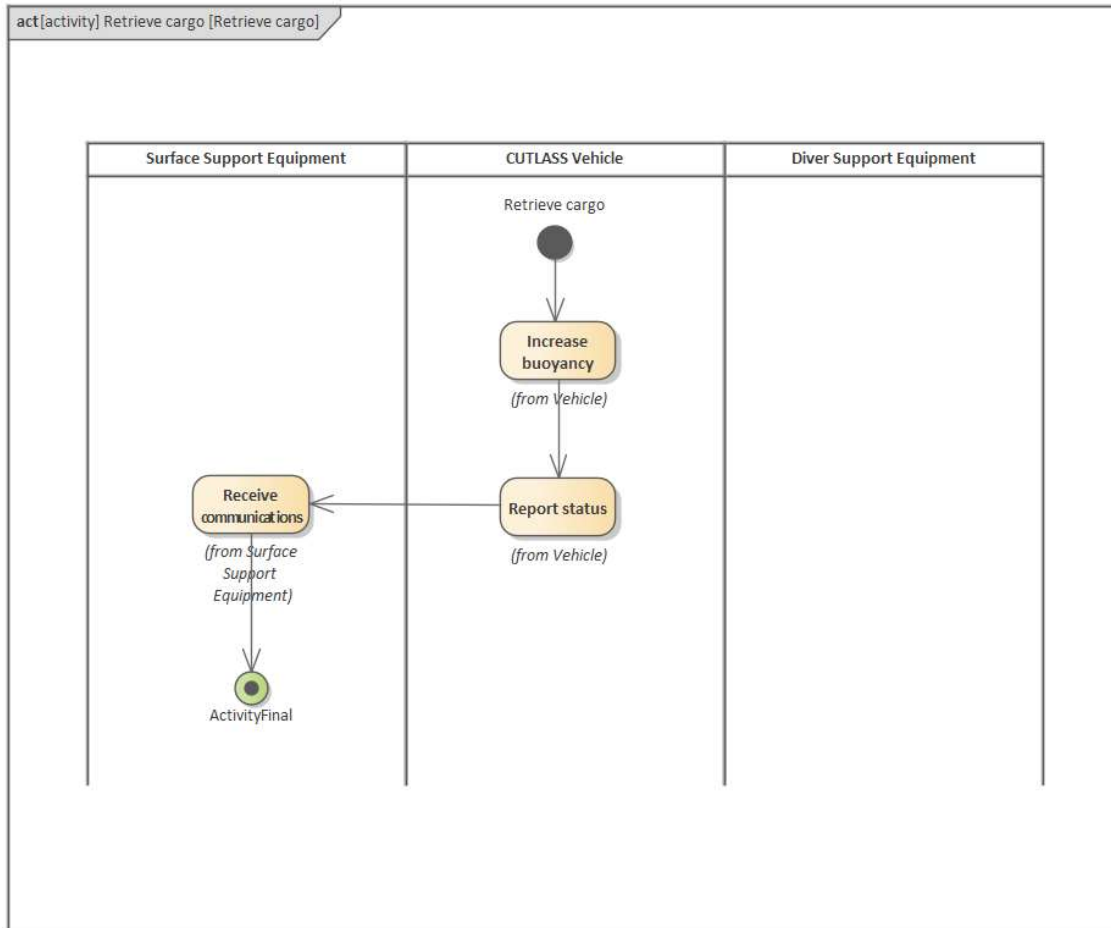 act [activity] Retrieve cargo [Retrieve cargo]
Surface Support Equipment
CUTLASS Vehicle
Diver Support Equipment
Retrieve cargo
Increase
buoyancy
(from Vehicle)
Receive
communications
(from Surface
Support
Equipment)
Report status
(from Vehicle)
ActivityFinal